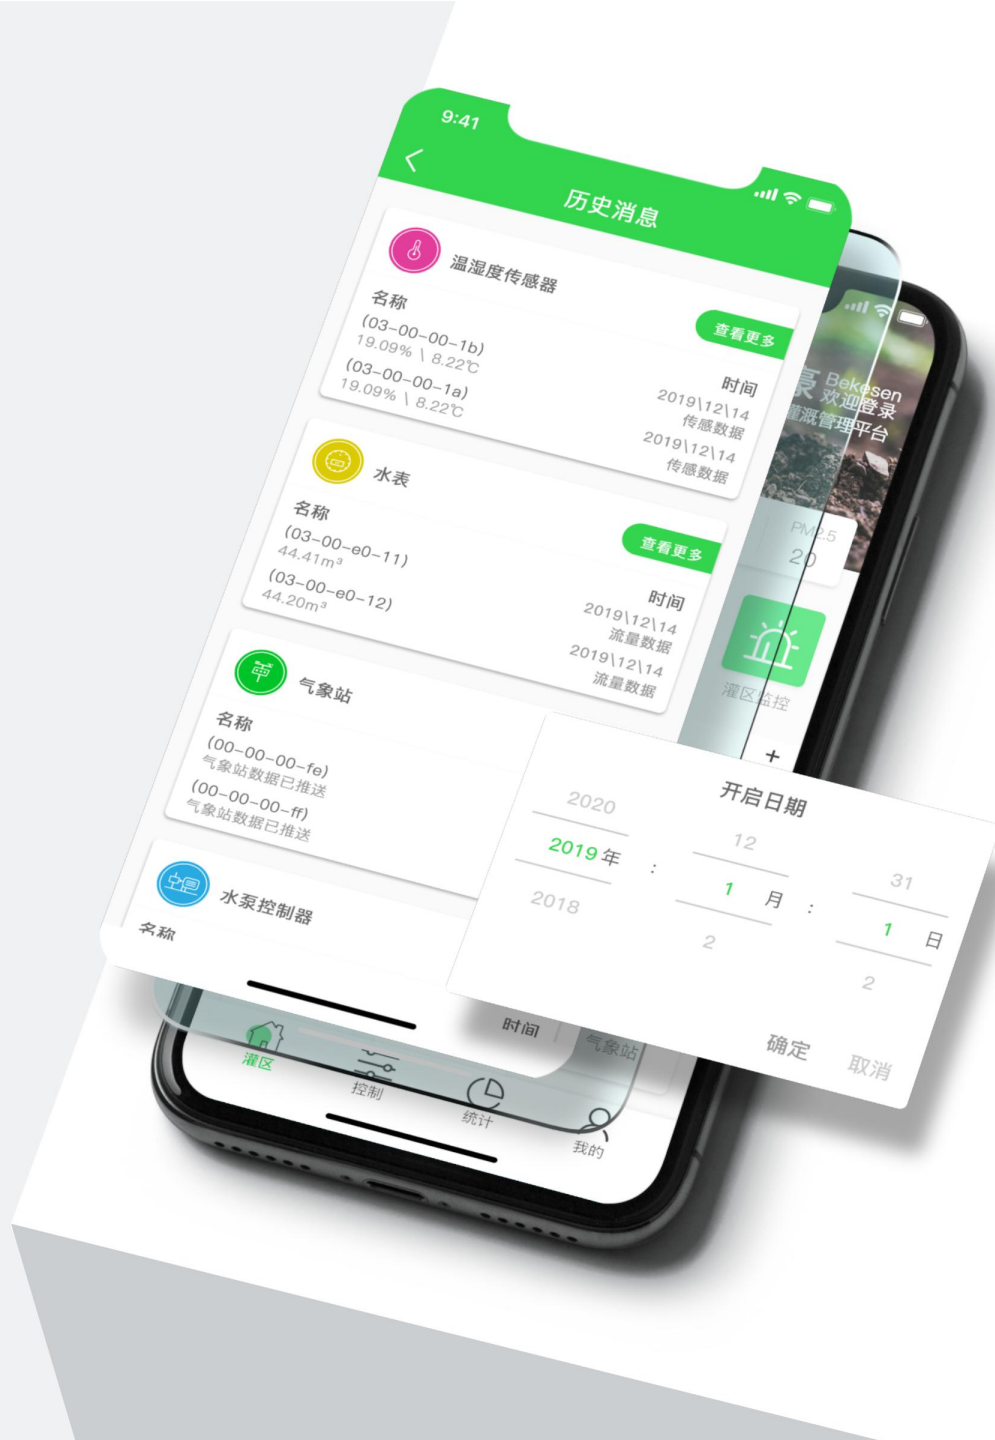 9:41
历史消息
温湿度传感器
查看更多
名称
时间
(03-00-00-1b)
19.09% \ 8.22℃
2019\12\14
传感数据
(03-00-00-1a)
19.09% \ 8.22℃
2019\12\14
传感数据
水表
查看更多
名称
时间
(03-00-e0-11)
44.41m³
2019\12\14
流量数据
(03-00-e0-12)
44.20m³
2019\12\14
流量数据
气象站
名称
(00-00-00-fe)
气象站数据已推送
(00-00-00-ff)
气象站数据已推送
水泵控制器
名称
时间
Bekesen
欢迎登录
灌溉管理平台
PM2.5
20
灌区监控
+
开启日期
2020
12
31
2019年
:
1 月
:
1 日
2018
2
2
确定
取消
气象站
灌区
控制
统计
我的